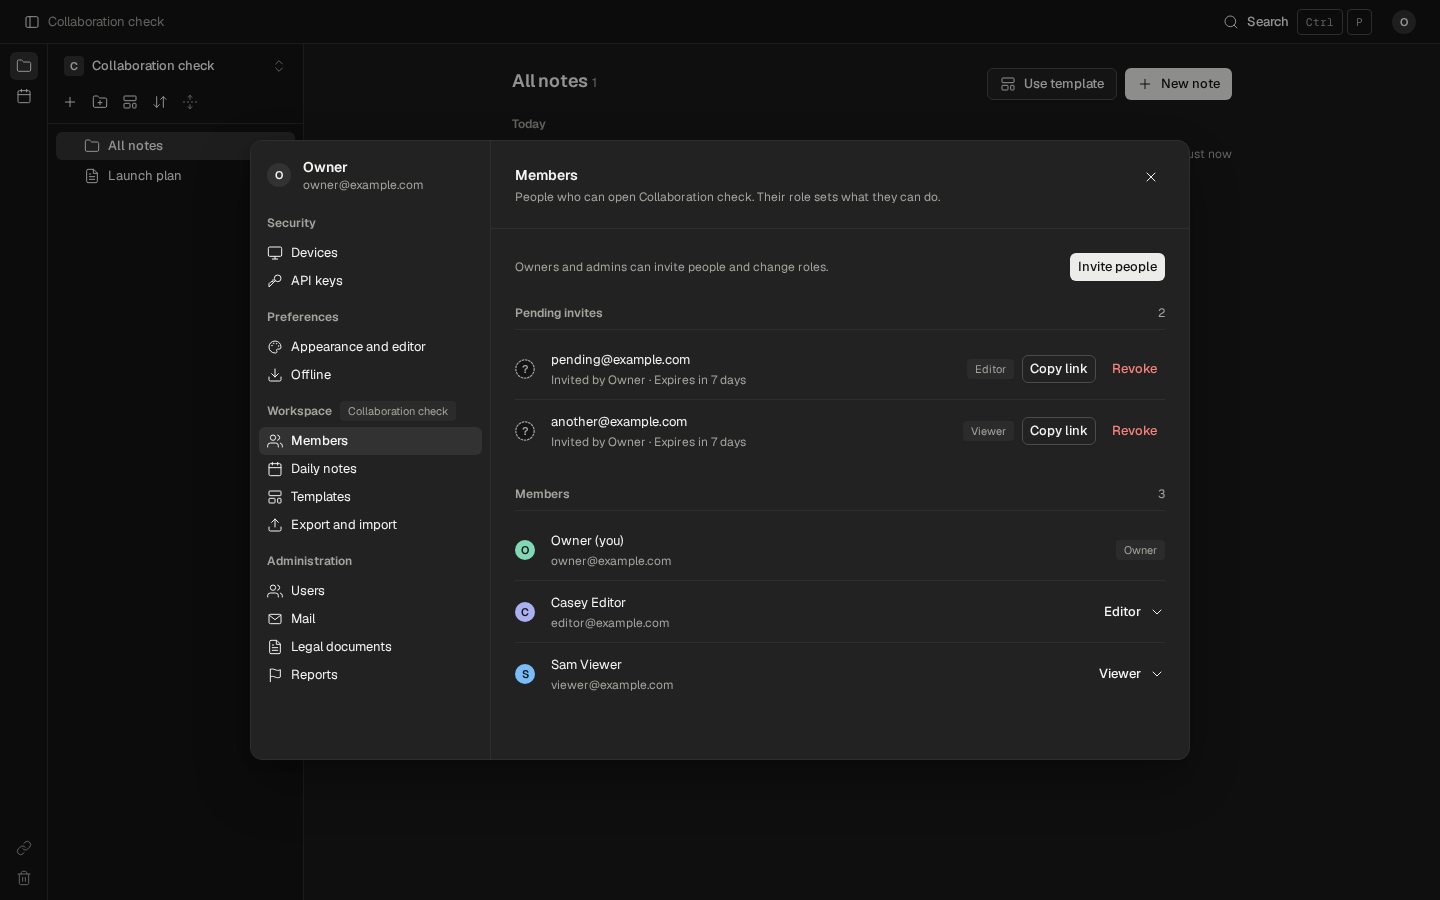 Collaboration check
Search Ctrl P O
C Collaboration check
All notes 1
Use template
New note
Today
All notes
Launch plan
ust now
O Owner
owner@example.com
Security
Devices
API keys
Preferences
Appearance and editor
Offline
Workspace Collaboration check
Members
Daily notes
Templates
Export and import
Administration
Users
Mail
Legal documents
Reports
Members
People who can open Collaboration check. Their role sets what they can do.
Owners and admins can invite people and change roles.
Invite people
Pending invites 2
? pending@example.com
Invited by Owner · Expires in 7 days
Editor Copy link Revoke
? another@example.com
Invited by Owner · Expires in 7 days
Viewer Copy link Revoke
Members 3
O Owner (you)
owner@example.com
Owner
C Casey Editor
editor@example.com
Editor
S Sam Viewer
viewer@example.com
Viewer